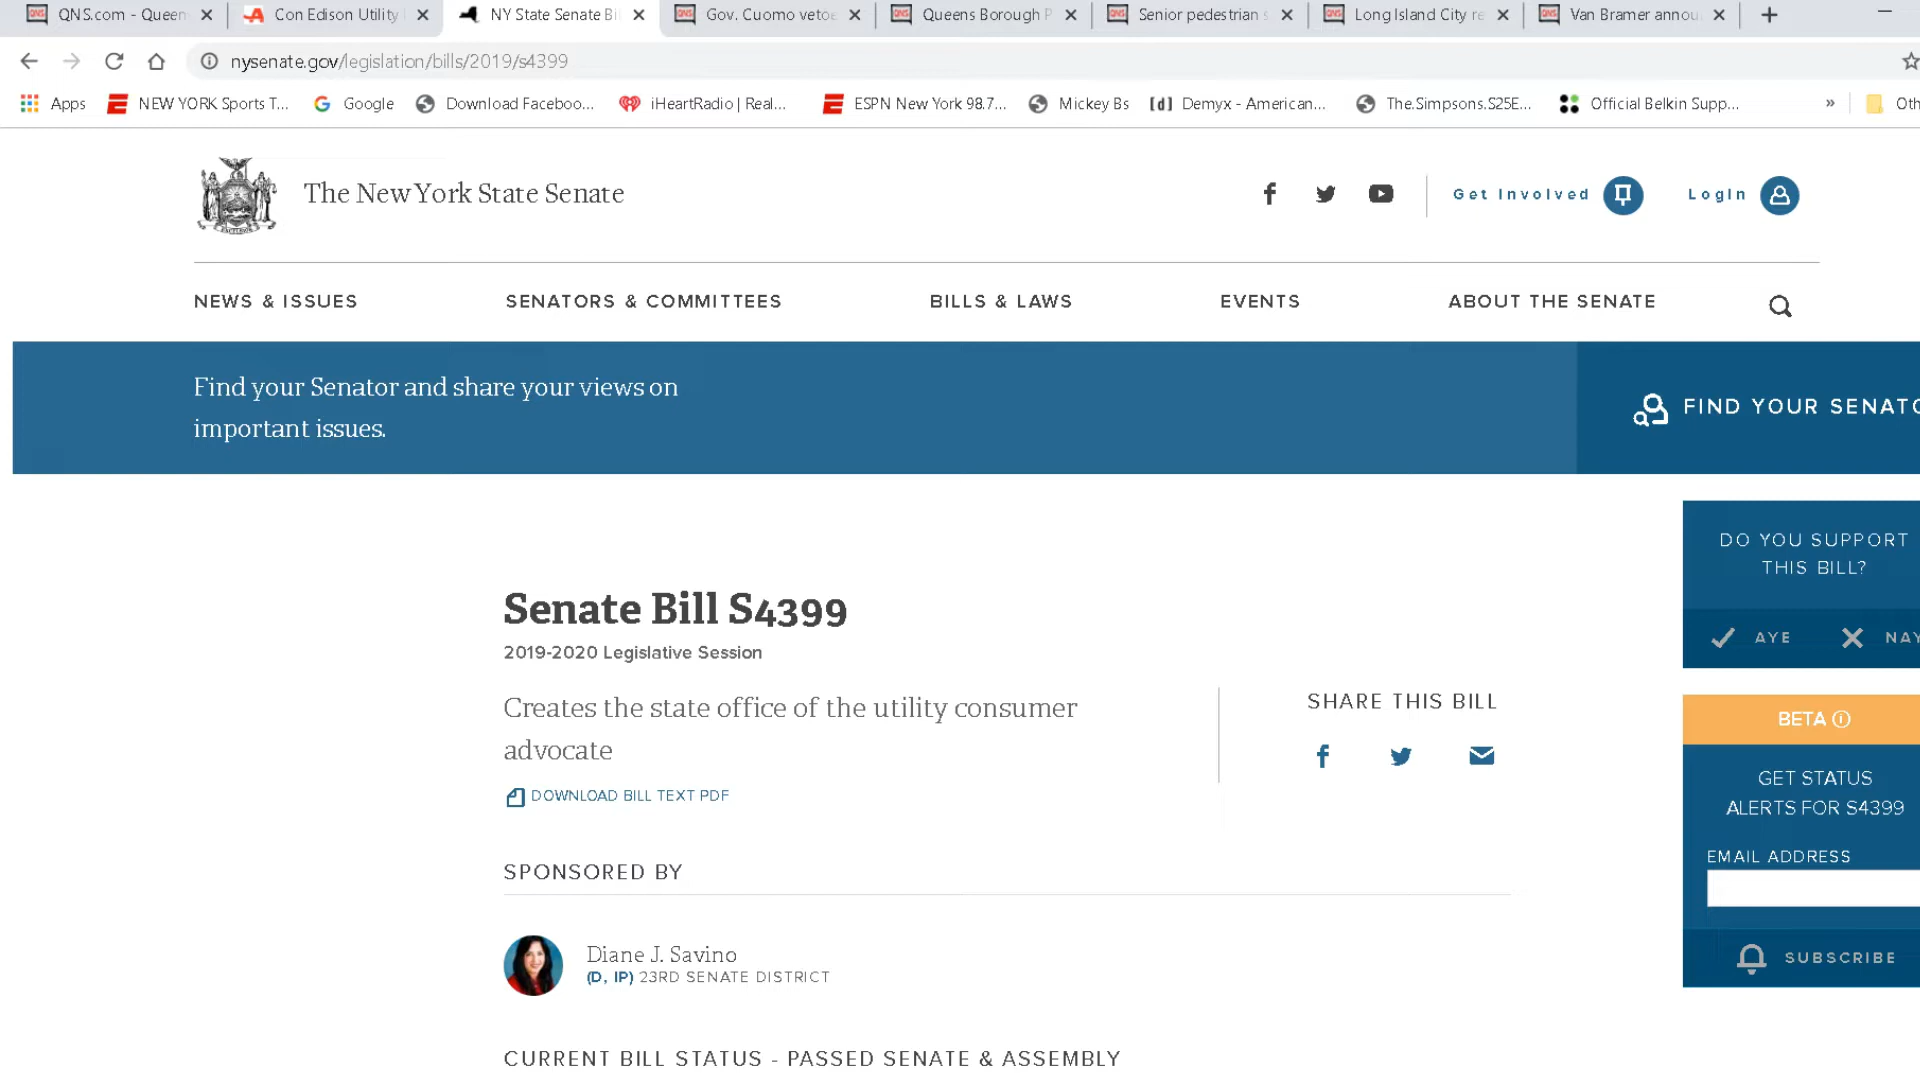 QNS.com - Queen
Con Edison Utility
NY State Senate Bi
Gov. Cuomo vetoe
Queens Borough P
Senior pedestrian s
Long Island City re
Van Bramer annou
nysenate.gov/legislation/bills/2019/s4399
Apps
NEW YORK Sports T...
Google
Download Faceboo...
iHeartRadio | Real...
ESPN New York 98.7...
Mickey Bs
[d] Demyx - American...
The.Simpsons.S25E...
Official Belkin Supp...
»
Oth
The New York State Senate
Get Involved
Login
NEWS & ISSUES
SENATORS & COMMITTEES
BILLS & LAWS
EVENTS
ABOUT THE SENATE
Find your Senator and share your views on
important issues.
FIND YOUR SENATO
DO YOU SUPPORT
THIS BILL?
AYE
NAY
Senate Bill S4399
2019-2020 Legislative Session
Creates the state office of the utility consumer
advocate
DOWNLOAD BILL TEXT PDF
SHARE THIS BILL
BETA
GET STATUS
ALERTS FOR S4399
EMAIL ADDRESS
SUBSCRIBE
SPONSORED BY
Diane J. Savino
(D, IP) 23RD SENATE DISTRICT
CURRENT BILL STATUS - PASSED SENATE & ASSEMBLY